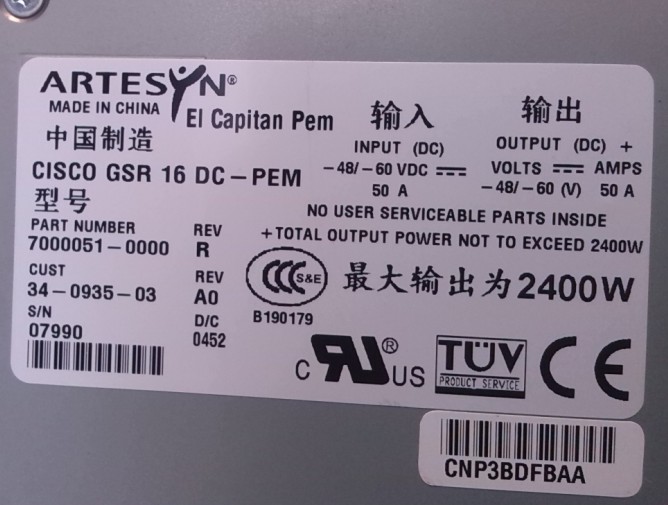 ARTESYN®
MADE IN CHINA
El Capitan Pem
中国制造
CISCO GSR 16 DC-PEM
型号
输入
INPUT (DC)
-48/-60 VDC
50 A
输出
OUTPUT (DC) +
VOLTS AMPS
-48/-60 (V) 50 A
NO USER SERVICEABLE PARTS INSIDE
+TOTAL OUTPUT POWER NOT TO EXCEED 2400W
PART NUMBER REV
7000051-0000 R
CUST REV
34-0935-03 A0
S/N D/C
07990 0452
CCC S&E
B190179
最大输出为2400W
C RU ® US
TÜV
PRODUCT SERVICE
CE
CNP3BDFBAA